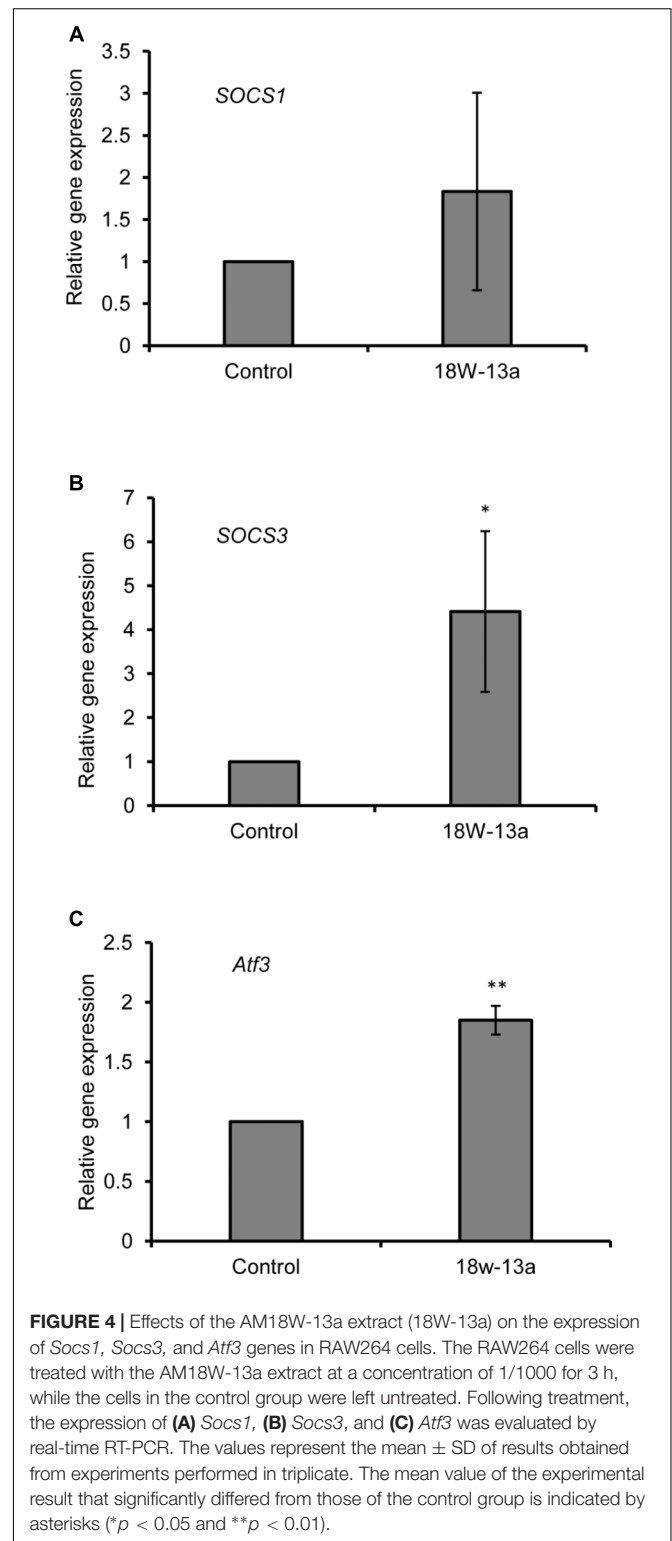 A
Relative gene expression
3.5
3
2.5
2
1.5
1
0.5
0
SOCS1
Control
18W-13a
B
Relative gene expression
7
6
5
4
3
2
1
0
SOCS3
*
Control
18W-13a
C
Relative gene expression
2.5
2
1.5
1
0.5
0
Atf3
**
Control
18w-13a
FIGURE 4 | Effects of the AM18W-13a extract (18W-13a) on the expression
of Socs1, Socs3, and Atf3 genes in RAW264 cells. The RAW264 cells were
treated with the AM18W-13a extract at a concentration of 1/1000 for 3 h,
while the cells in the control group were left untreated. Following treatment,
the expression of (A) Socs1, (B) Socs3, and (C) Atf3 was evaluated by
real-time RT-PCR. The values represent the mean ± SD of results obtained
from experiments performed in triplicate. The mean value of the experimental
result that significantly differed from those of the control group is indicated by
asterisks (*p < 0.05 and **p < 0.01).